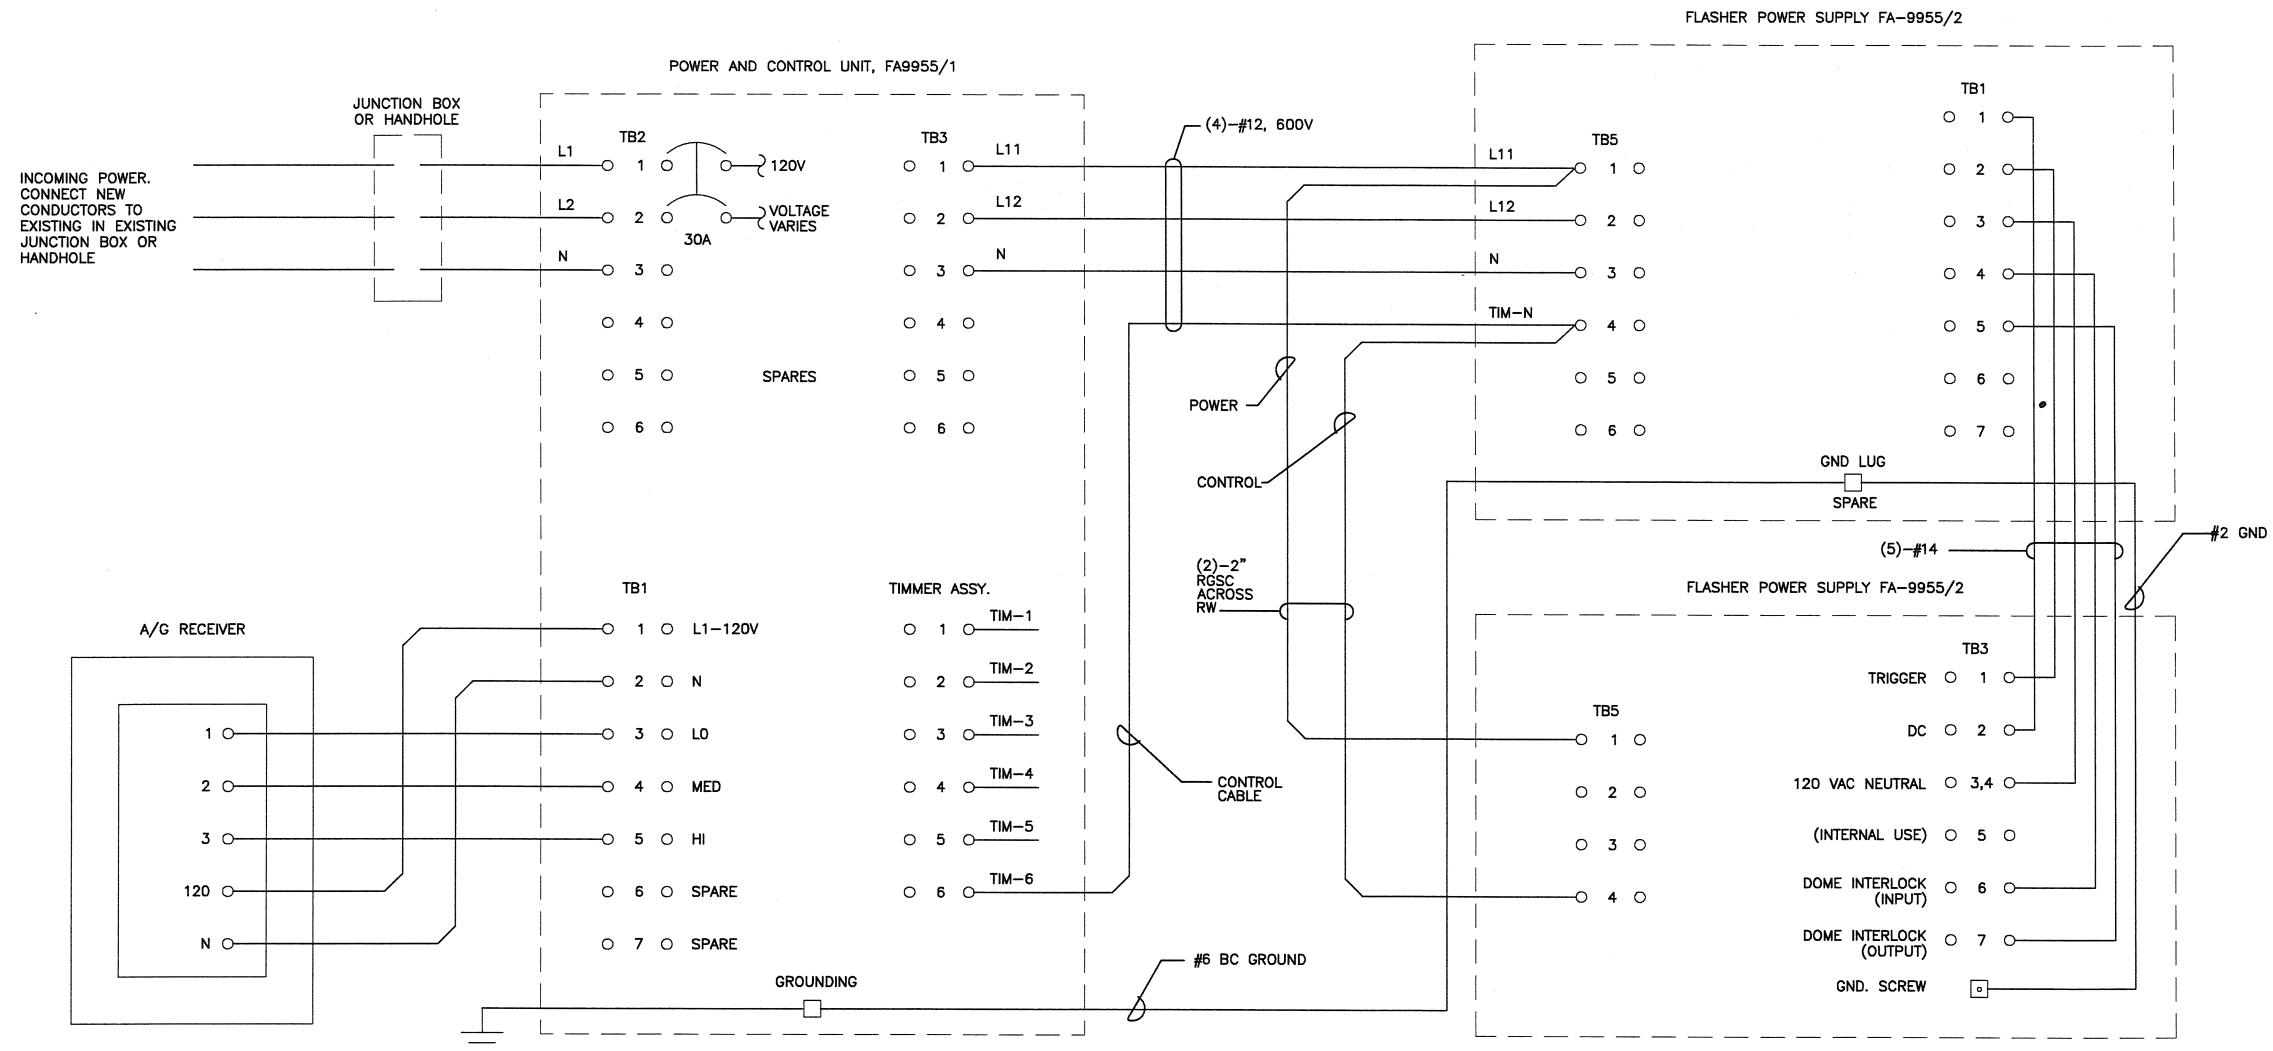 FLASHER POWER SUPPLY FA-9955/2
POWER AND CONTROL UNIT, FA9955/1
JUNCTION BOX
OR HANDHOLE
INCOMING POWER.
CONNECT NEW
CONDUCTORS TO
EXISTING IN EXISTING
JUNCTION BOX OR
HANDHOLE
L1
L2
N
TB2
1
2
3
4
5
6
30A
120V
VOLTAGE
VARIES
SPARES
TB3
1
2
3
4
5
6
L11
L12
N
(4)-#12, 600V
L11
L12
N
TIM-N
TB5
1
2
3
4
5
6
TB1
1
2
3
4
5
6
7
POWER
CONTROL
GND LUG
SPARE
#2 GND
(5)-#14
(2)-2"
RGSC
ACROSS
RW
A/G RECEIVER
1
2
3
120
N
TB1
1 L1-120V
2 N
3 LO
4 MED
5 HI
6 SPARE
7 SPARE
TIMMER ASSY.
1 TIM-1
2 TIM-2
3 TIM-3
4 TIM-4
5 TIM-5
6 TIM-6
CONTROL
CABLE
GROUNDING
#6 BC GROUND
FLASHER POWER SUPPLY FA-9955/2
TB5
1
2
3
4
TB3
TRIGGER 1
DC 2
120 VAC NEUTRAL 3,4
(INTERNAL USE) 5
DOME INTERLOCK 6
(INPUT)
DOME INTERLOCK 7
(OUTPUT)
GND. SCREW